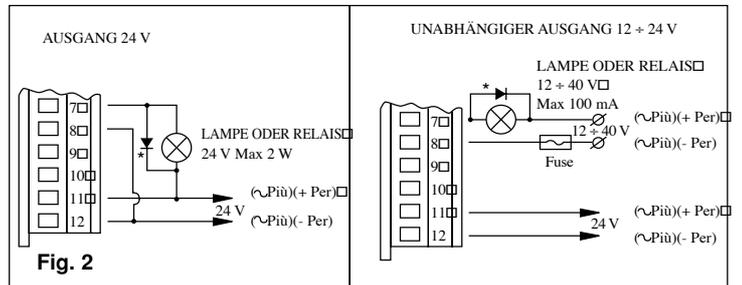 AUSGANG 24 V
7
8
9
10
11
12
*
LAMPE ODER RELAIS
24 V Max 2 W
(∿Più)(+ Per)
24 V
(∿Più)(- Per)
Fig. 2
UNABHÄNGIGER AUSGANG 12 ÷ 24 V
LAMPE ODER RELAIS
12 ÷ 40 V
Max 100 mA
*
7
8
9
10
11
12
(∿Più)(+ Per)
12 ÷ 40 V
(∿Più)(- Per)
Fuse
(∿Più)(+ Per)
24 V
(∿Più)(- Per)